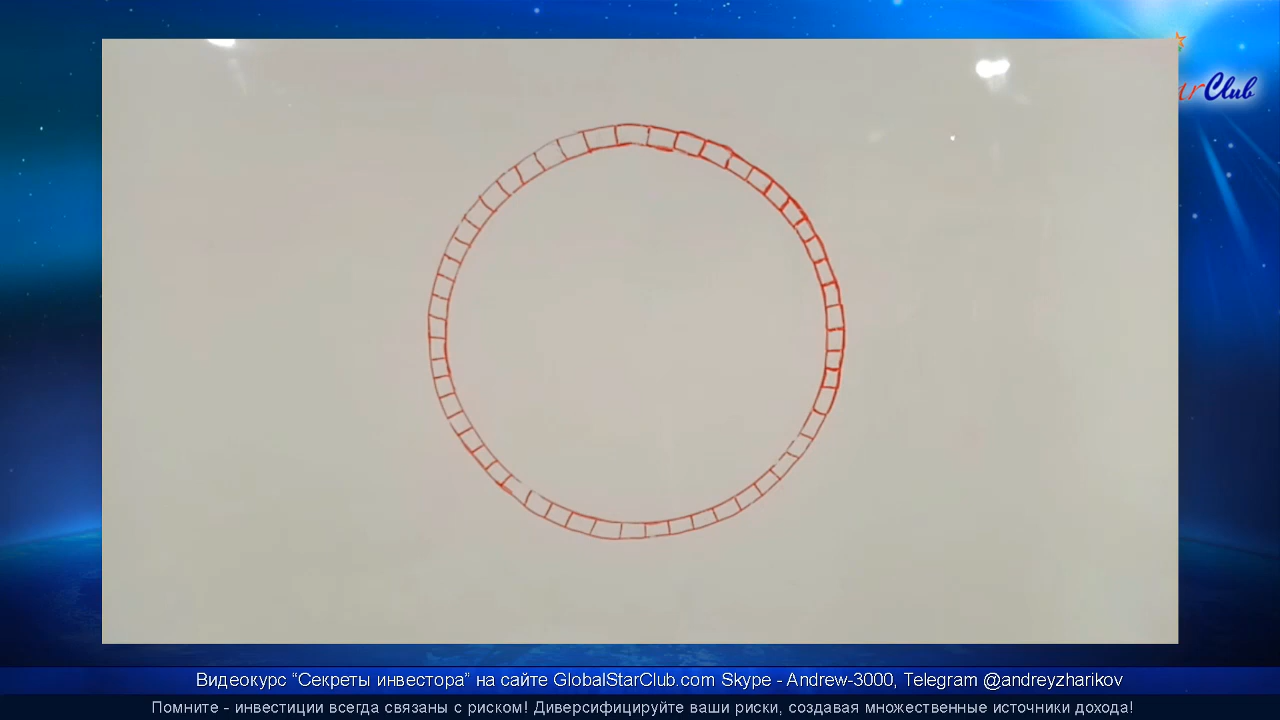 Club
Видеокурс “Секреты инвестора” на сайте GlobalStarClub.com Skype - Andrew-3000, Telegram @andreyzharikov
Помните - инвестиции всегда связаны с риском! Диверсифицируйте ваши риски, создавая множественные источники дохода!